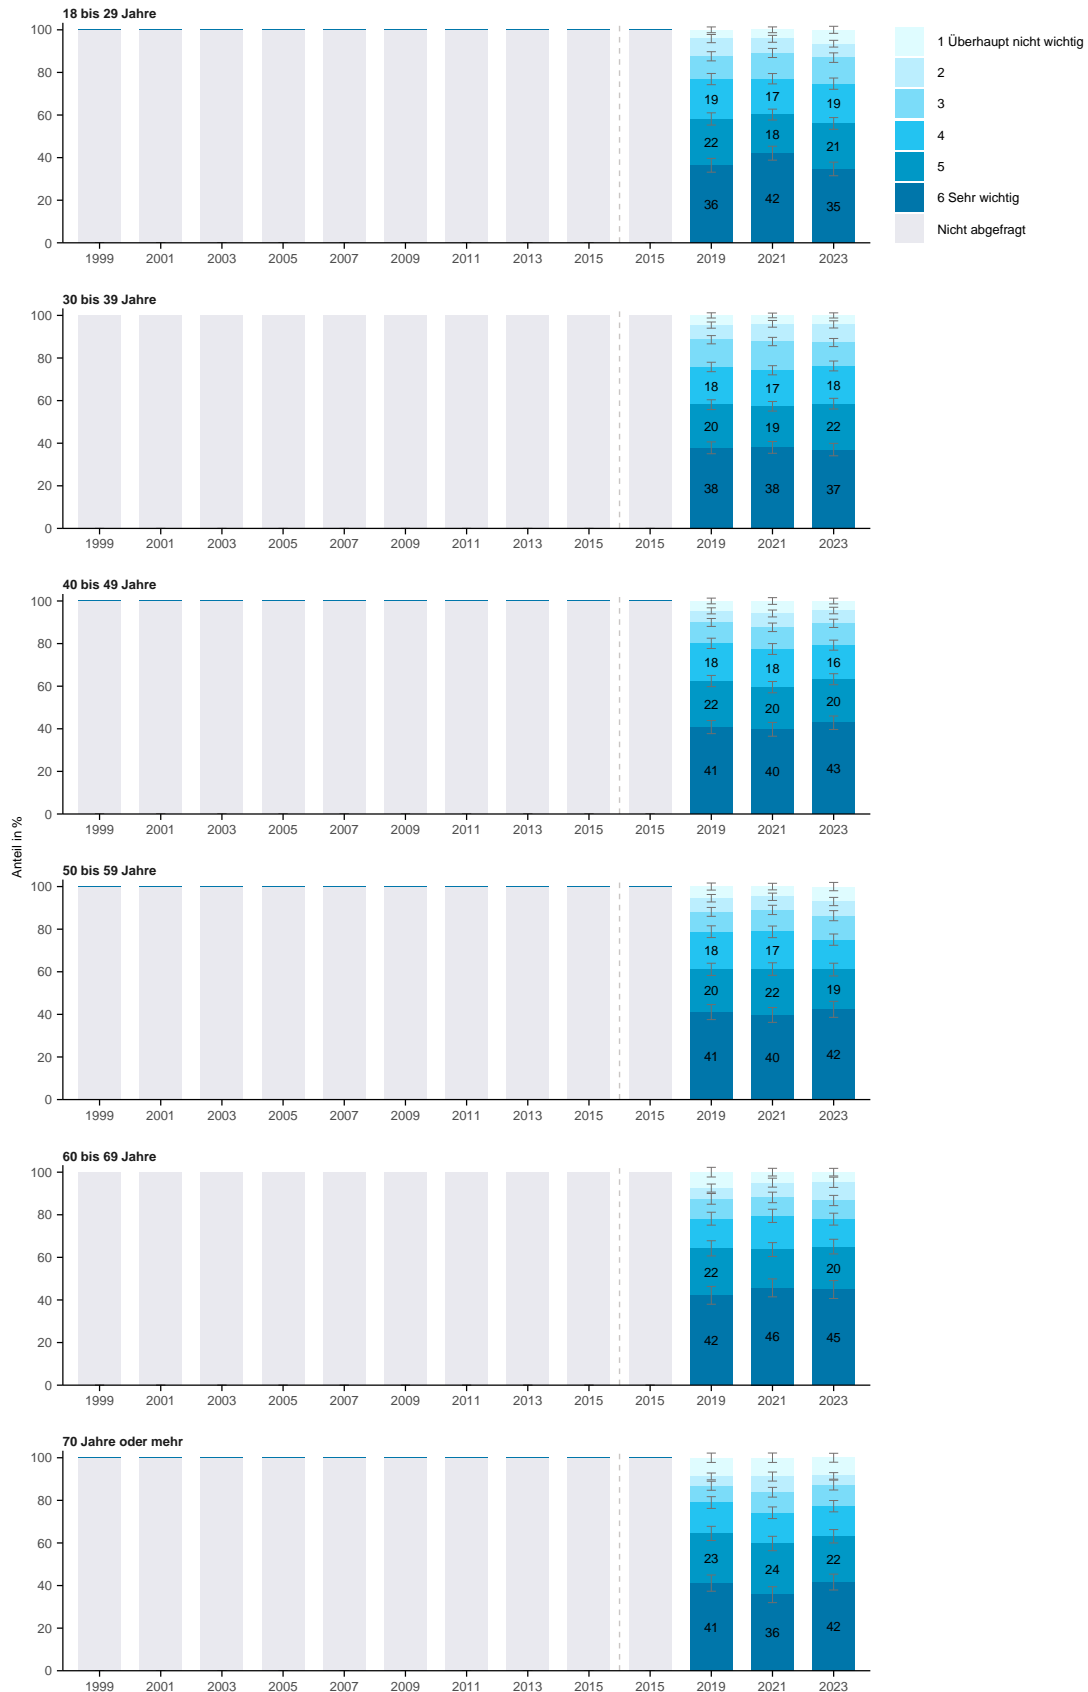 18 bis 29 Jahre
100
80
60
40
20
0
19 17 19
22 18 21
36 42 35
1999 2001 2003 2005 2007 2009 2011 2013 2015 2015 2019 2021 2023
1 Überhaupt nicht wichtig
2
3
4
5
6 Sehr wichtig
Nicht abgefragt
30 bis 39 Jahre
100
80
60
40
20
0
18 17 18
20 19 22
38 38 37
1999 2001 2003 2005 2007 2009 2011 2013 2015 2015 2019 2021 2023
40 bis 49 Jahre
100
80
60
40
20
0
18 18 16
22 20 20
41 40 43
1999 2001 2003 2005 2007 2009 2011 2013 2015 2015 2019 2021 2023
Anteil in %
50 bis 59 Jahre
100
80
60
40
20
0
18 17
20 22 19
41 40 42
1999 2001 2003 2005 2007 2009 2011 2013 2015 2015 2019 2021 2023
60 bis 69 Jahre
100
80
60
40
20
0
22 20
42 46 45
1999 2001 2003 2005 2007 2009 2011 2013 2015 2015 2019 2021 2023
70 Jahre oder mehr
100
80
60
40
20
0
23 24 22
41 36 42
1999 2001 2003 2005 2007 2009 2011 2013 2015 2015 2019 2021 2023